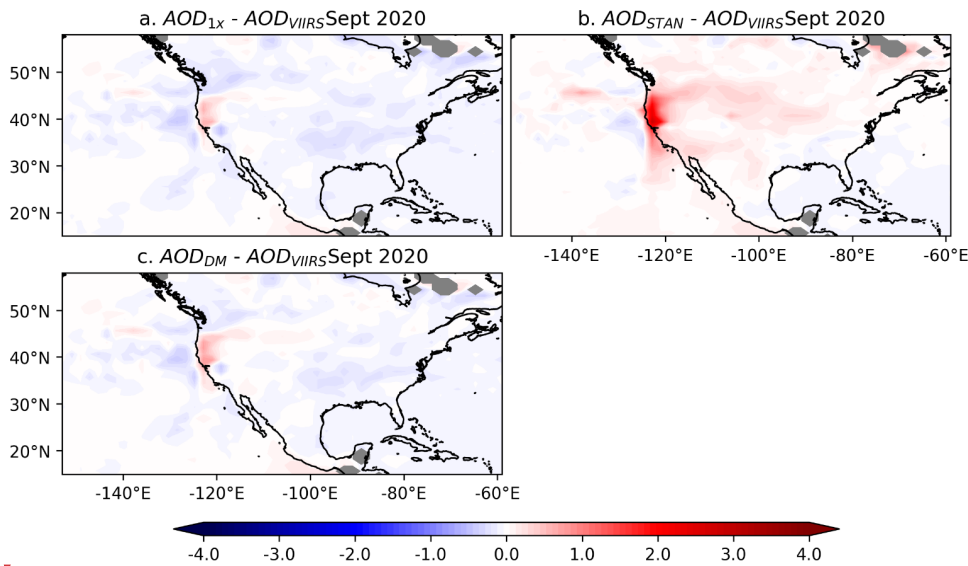 a. AOD1x - AODVIIRSSept 2020
b. AODSTAN - AODVIIRSSept 2020
50°N
40°N
30°N
20°N
-140°E -120°E -100°E -80°E -60°E
c. AODDM - AODVIIRSSept 2020
50°N
40°N
30°N
20°N
-140°E -120°E -100°E -80°E -60°E
-4.0 -3.0 -2.0 -1.0 0.0 1.0 2.0 3.0 4.0